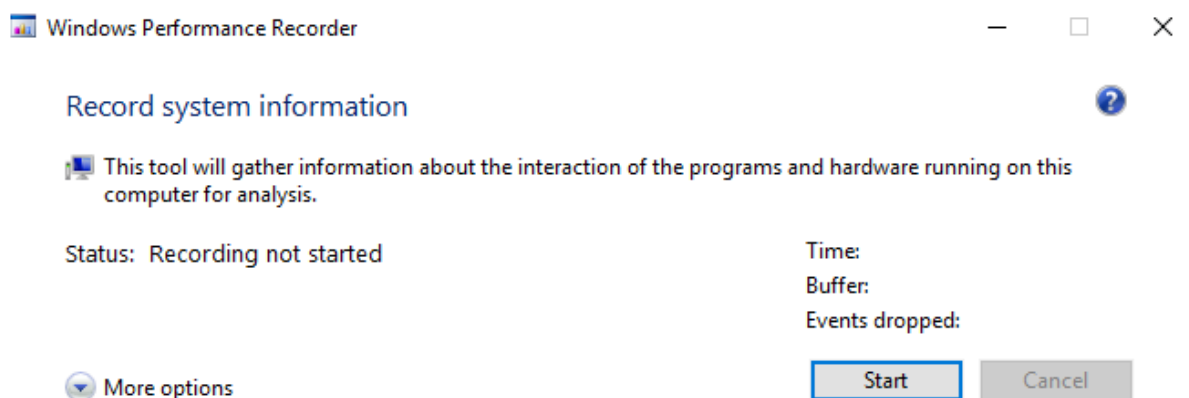 Windows Performance Recorder
Record system information
This tool will gather information about the interaction of the programs and hardware running on this
computer for analysis.
Status: Recording not started
Time:
Buffer:
Events dropped:
More options
Start
Cancel